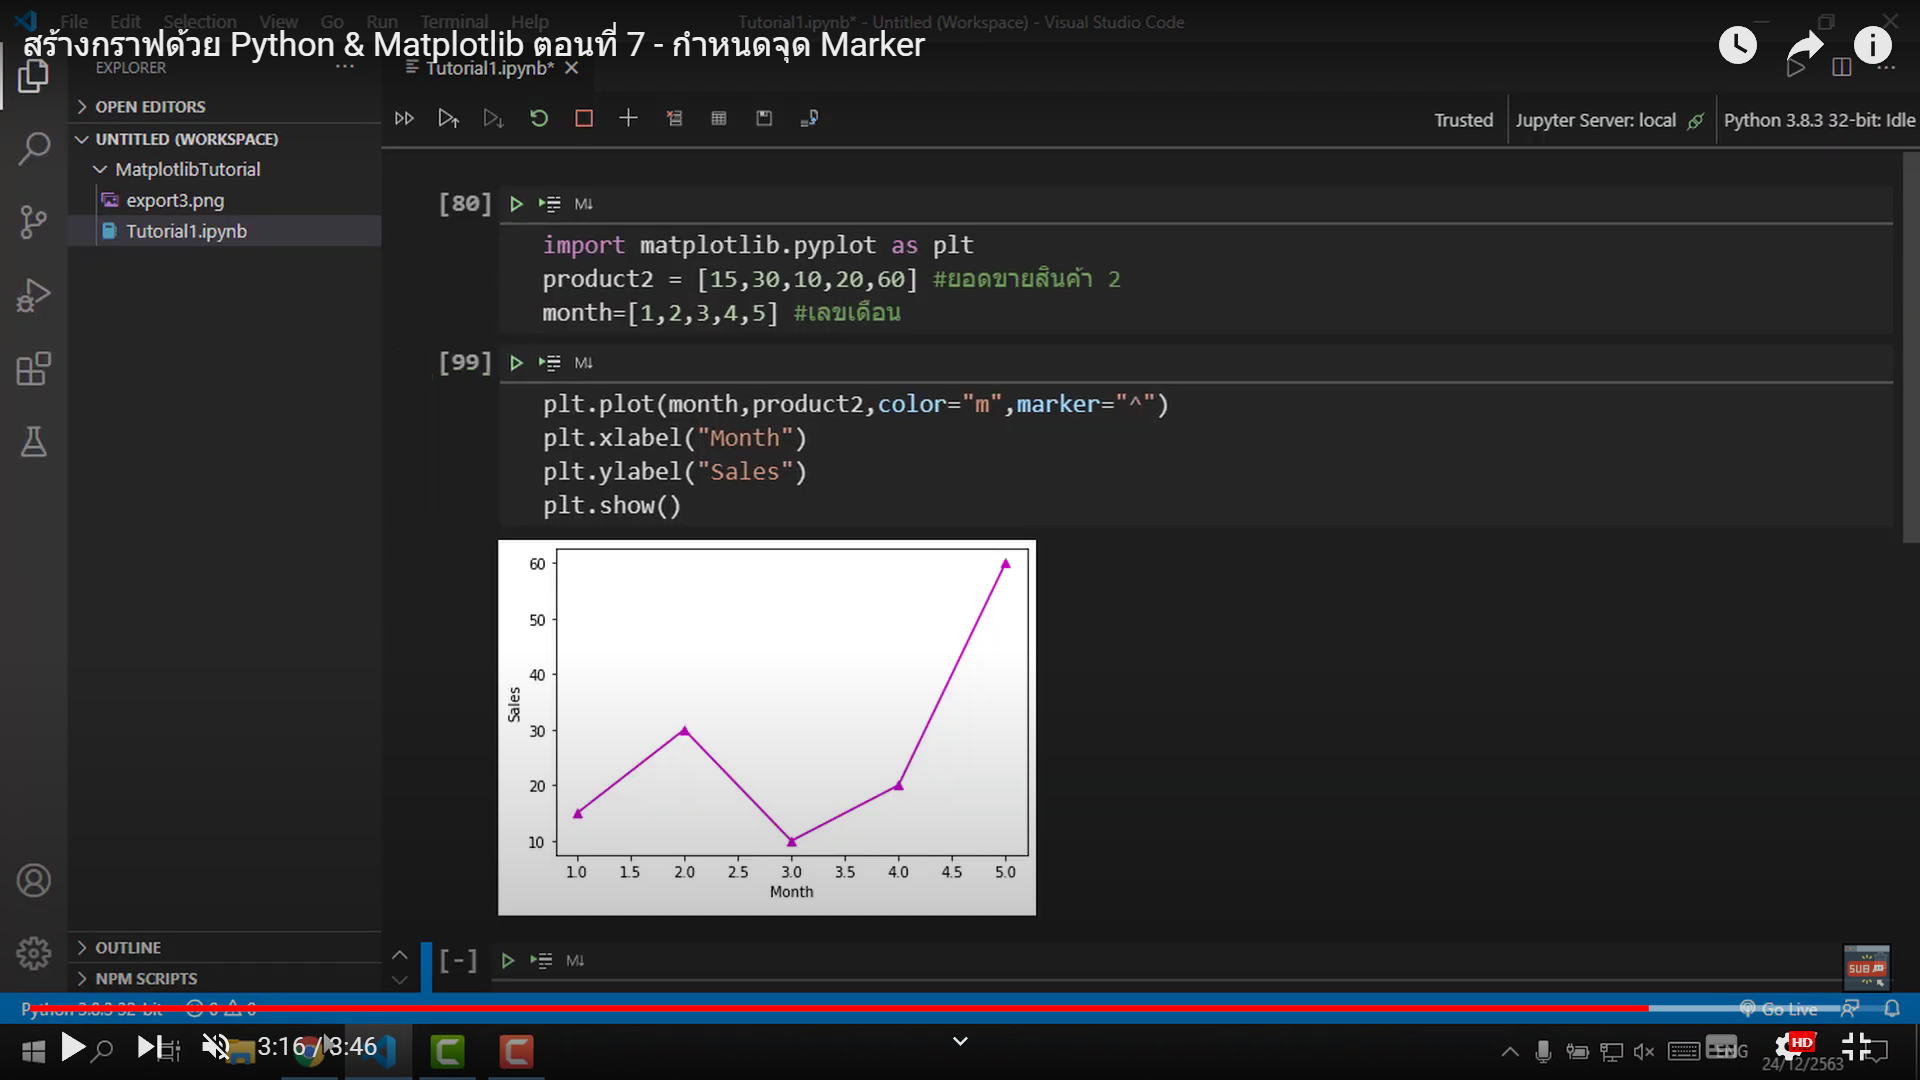 File Edit Selection View Go Run Terminal Help Tutorial1.ipynb* - Untitled (Workspace) - Visual Studio Code
สร้างกราฟด้วย Python & Matplotlib ตอนที่ 7 - กำหนดจุด Marker
EXPLORER
Tutorial1.ipynb*
OPEN EDITORS
UNTITLED (WORKSPACE)
MatplotlibTutorial
export3.png
Tutorial1.ipynb
Trusted
Jupyter Server: local
Python 3.8.3 32-bit: Idle
[80] M↓
import matplotlib.pyplot as plt
product2 = [15,30,10,20,60] #ยอดขายสินค้า 2
month=[1,2,3,4,5] #เลขเดือน
[99] M↓
plt.plot(month,product2,color="m",marker="^")
plt.xlabel("Month")
plt.ylabel("Sales")
plt.show()
60
50
40
30
20
10
Sales
1.0 1.5 2.0 2.5 3.0 3.5 4.0 4.5 5.0
Month
OUTLINE
NPM SCRIPTS
[-] M↓
SUB
Python 3.8.3 32-bit 0 0
Go Live
3:16 / 3:46
ENG
HD
24/12/2563